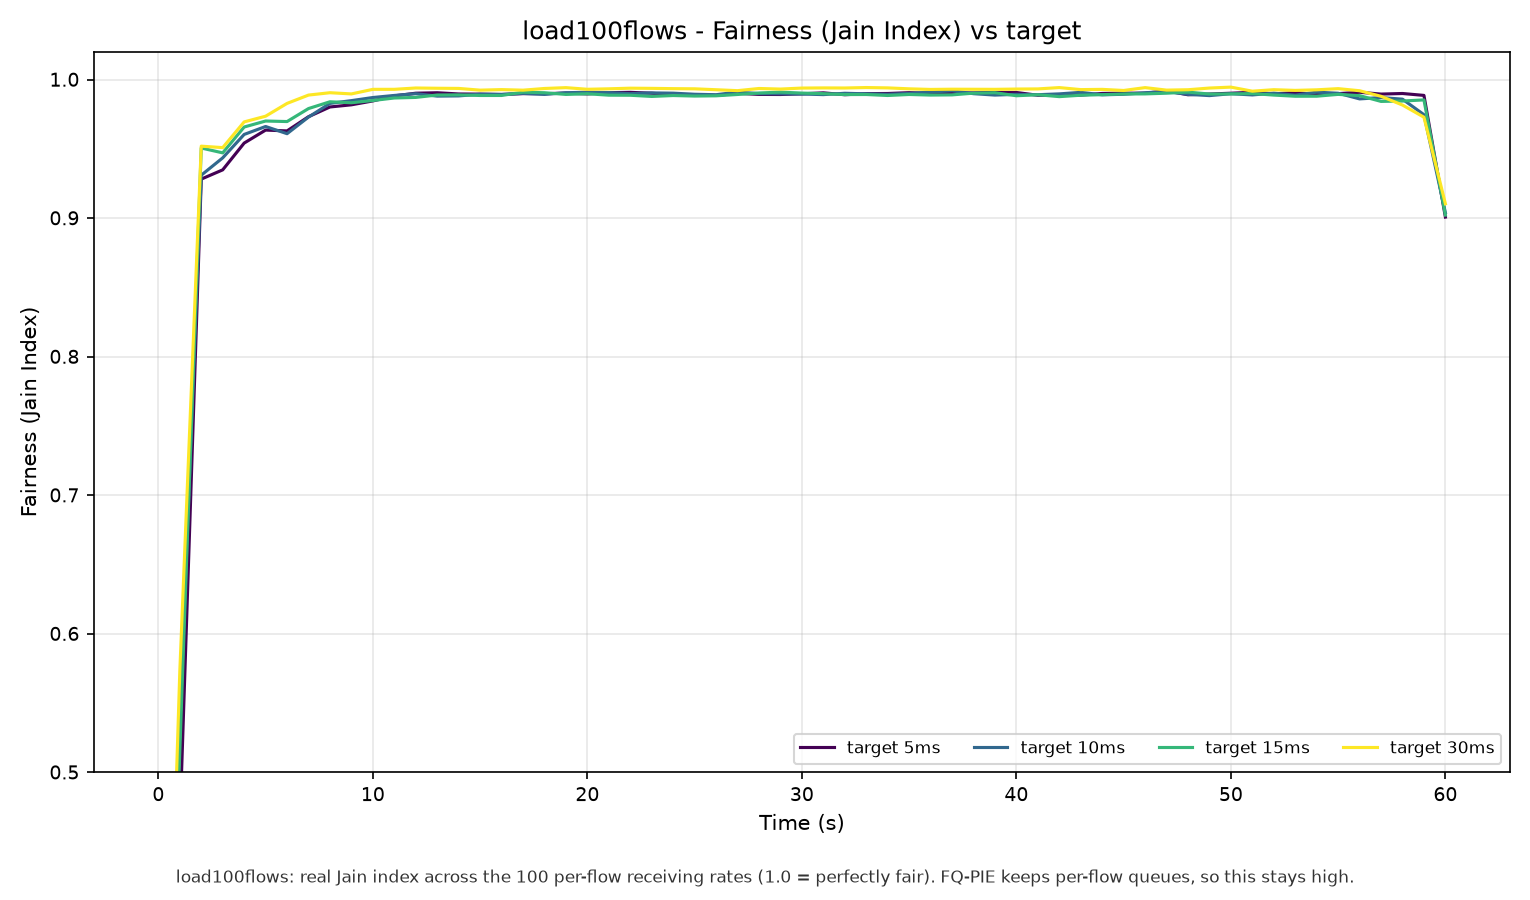 load100flows - Fairness (Jain Index) vs target
Fairness (Jain Index)
1.0
0.9
0.8
0.7
0.6
0.5
0 10 20 30 40 50 60
Time (s)
target 5ms target 10ms target 15ms target 30ms
load100flows: real Jain index across the 100 per-flow receiving rates (1.0 = perfectly fair). FQ-PIE keeps per-flow queues, so this stays high.